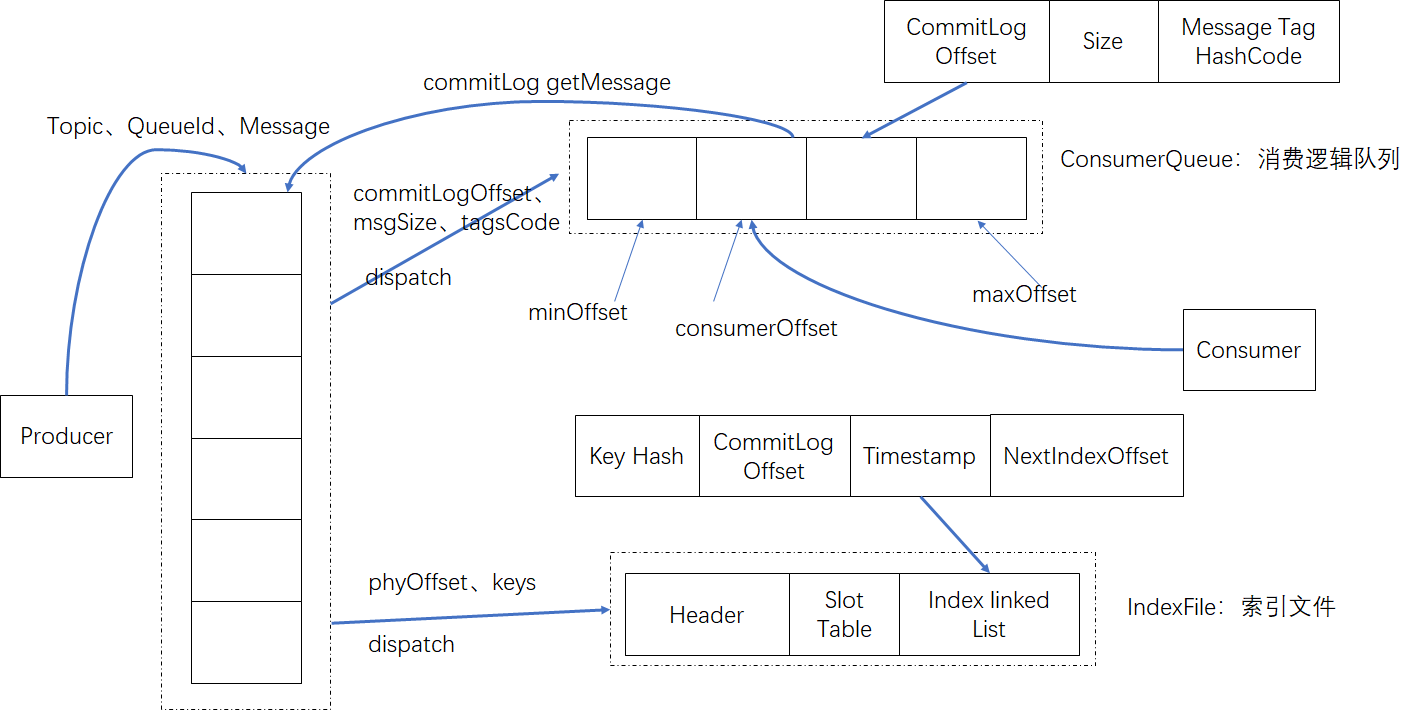 CommitLog
Offset
Size
Message Tag
HashCode
commitLog getMessage
Topic、QueueId、Message
ConsumerQueue：消费逻辑队列
commitLogOffset、
msgSize、tagsCode
dispatch
minOffset
consumerOffset
maxOffset
Consumer
Producer
Key Hash
CommitLog
Offset
Timestamp
NextIndexOffset
phyOffset、keys
dispatch
Header
Slot
Table
Index linked
List
IndexFile：索引文件